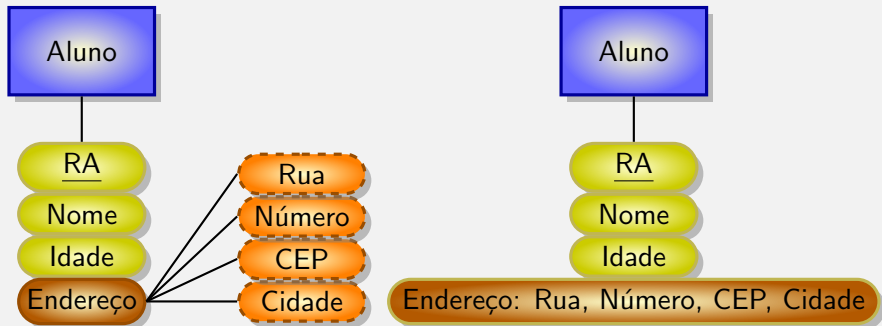 Aluno
RA
Nome
Idade
Endereço
Rua
Número
CEP
Cidade
Aluno
RA
Nome
Idade
Endereço: Rua, Número, CEP, Cidade